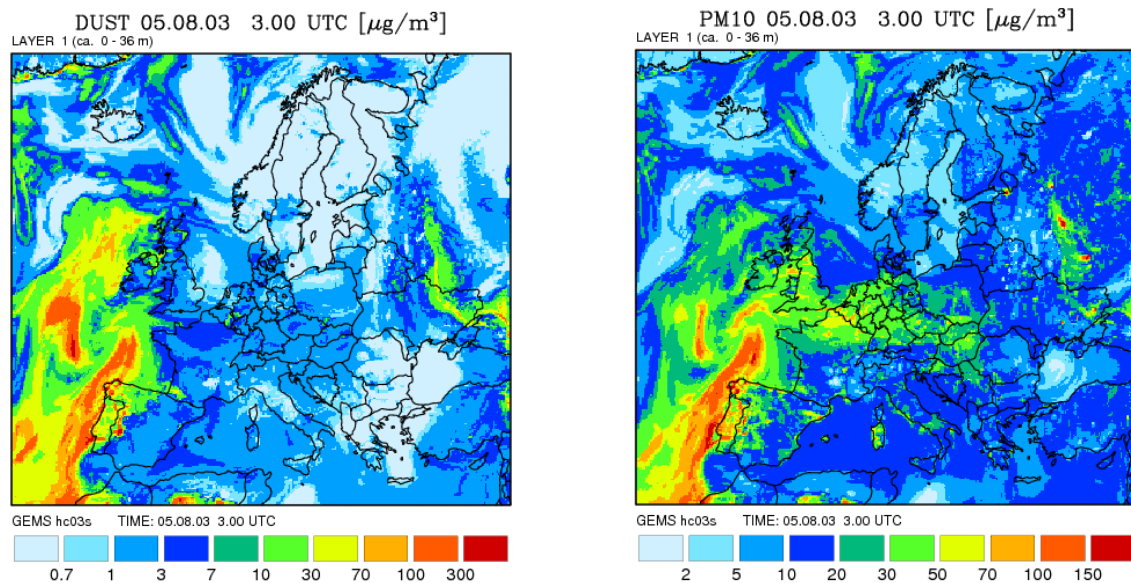 DUST 05.08.03 3.00 UTC [μg/m³]
LAYER 1 (ca. 0 - 36 m)
GEMS hc03s TIME: 05.08.03 3.00 UTC
0.7 1 3 7 10 30 70 100 300
PM10 05.08.03 3.00 UTC [μg/m³]
LAYER 1 (ca. 0 - 36 m)
GEMS hc03s TIME: 05.08.03 3.00 UTC
2 5 10 20 30 50 70 100 150